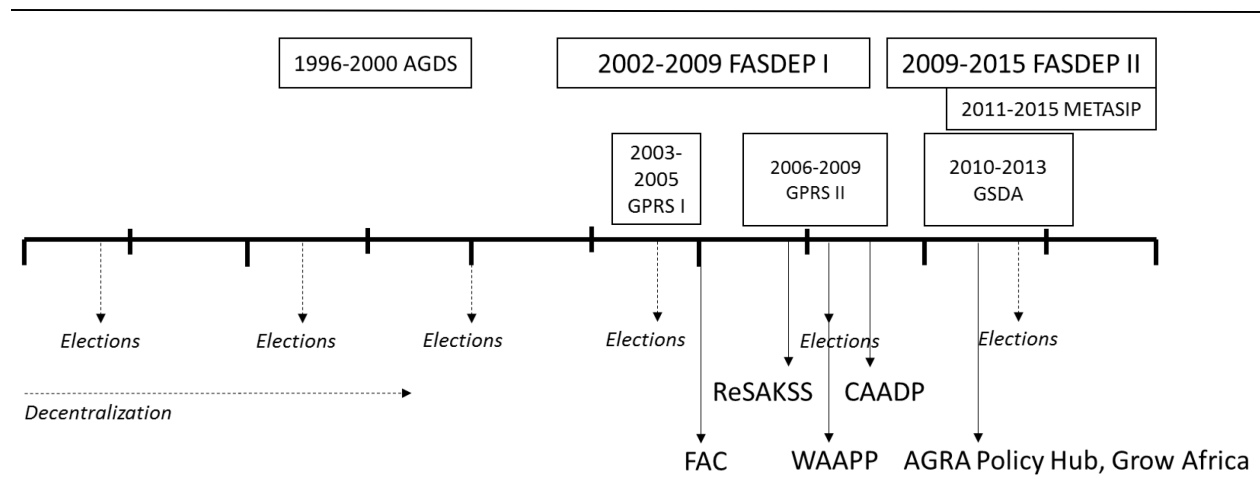 1996-2000 AGDS
2002-2009 FASDEP I
2009-2015 FASDEP II
2011-2015 METASIP
2003-
2005
GPRS I
2006-2009
GPRS II
2010-2013
GSDA
Elections
Elections
Elections
Elections
Elections
Elections
ReSAKSS
CAADP
Decentralization
FAC
WAAPP
AGRA Policy Hub, Grow Africa